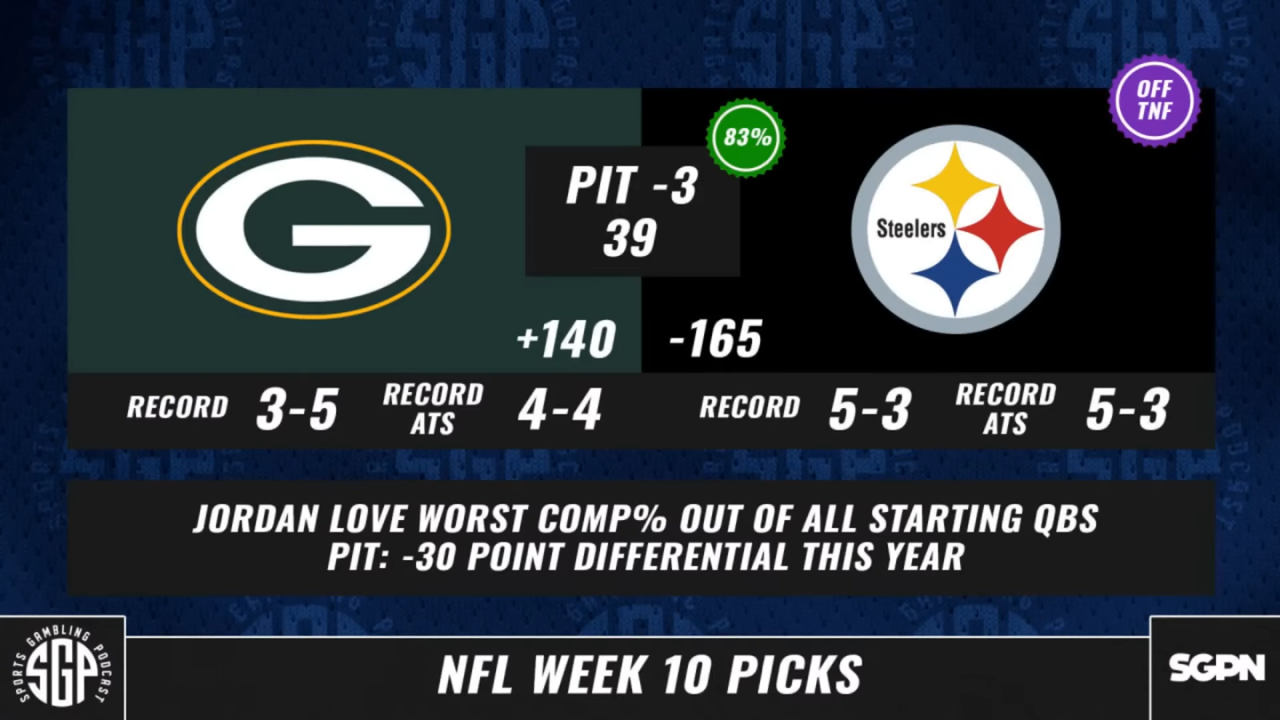 OFF
TNF
83%
PIT -3
39
Steelers
+140
-165
RECORD 3-5 RECORD ATS 4-4
RECORD 5-3 RECORD ATS 5-3
JORDAN LOVE WORST COMP% OUT OF ALL STARTING QBS
PIT: -30 POINT DIFFERENTIAL THIS YEAR
SPORTS GAMBLING PODCAST
SGP
NFL WEEK 10 PICKS
SGPN